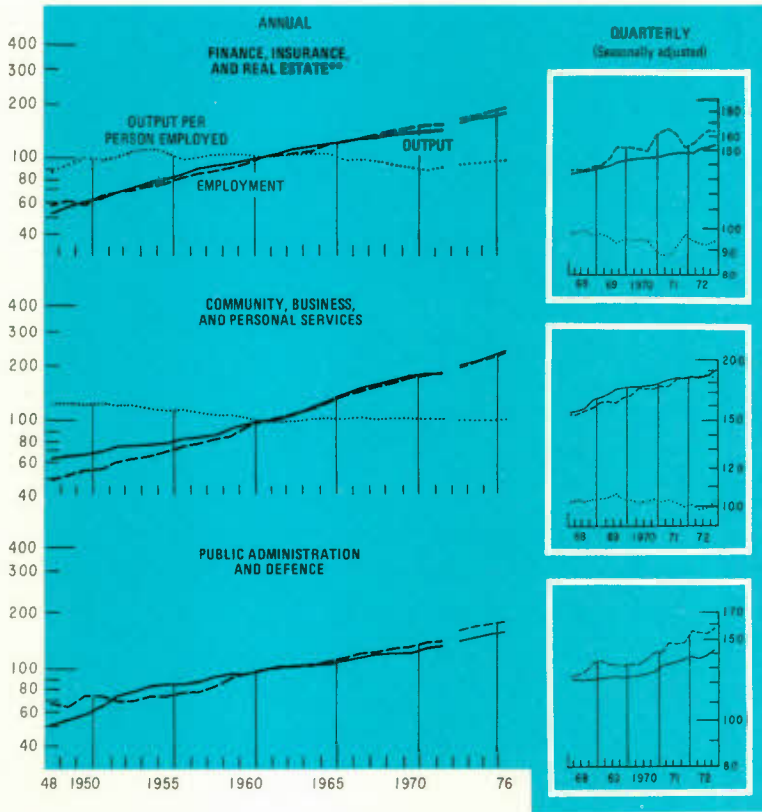 ANNUAL
QUARTERLY
(Seasonally adjusted)
FINANCE, INSURANCE,
AND REAL ESTATE**
400
300
200
100
80
60
40
OUTPUT PER
PERSON EMPLOYED
OUTPUT
EMPLOYMENT
180
160
150
100
90
80
68 69 1970 71 72
COMMUNITY, BUSINESS,
AND PERSONAL SERVICES
400
300
200
100
80
60
40
200
150
120
100
68 69 1970 71 72
PUBLIC ADMINISTRATION
AND DEFENCE
400
300
200
100
80
60
40
48 1950 1955 1960 1965 1970 76
170
150
100
80
68 69 1970 71 72